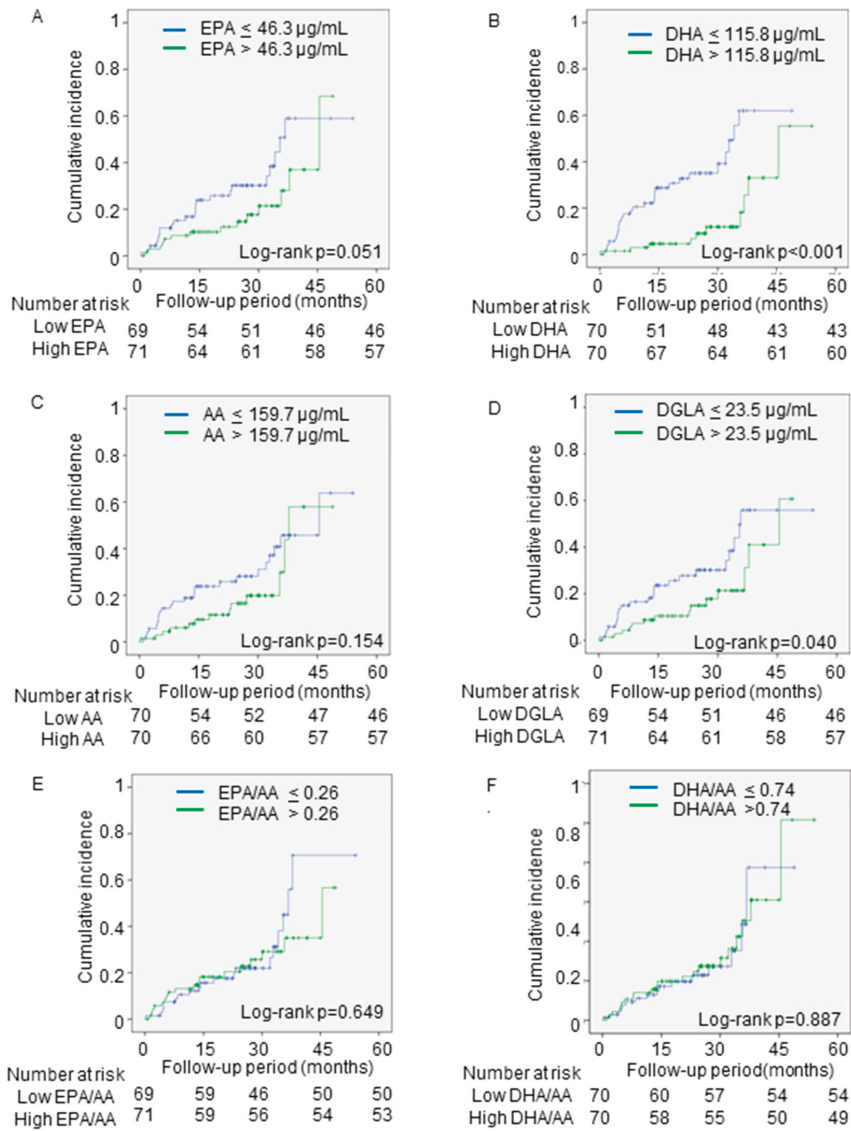 A
EPA ≤ 46.3 µg/mL
EPA > 46.3 µg/mL
1
0.8
0.6
0.4
0.2
0
Cumulative incidence
Log-rank p=0.051
0 15 30 45 60
Number at risk Follow-up period (months)
Low EPA 69 54 51 46 46
High EPA 71 64 61 58 57
B
DHA ≤ 115.8 µg/mL
DHA > 115.8 µg/mL
1
0.8
0.6
0.4
0.2
0
Cumulative incidence
Log-rank p<0.001
0 15 30 45 60
Number at risk Follow-up period (months)
Low DHA 70 51 48 43 43
High DHA 70 67 64 61 60
C
AA ≤ 159.7 µg/mL
AA > 159.7 µg/mL
1
0.8
0.6
0.4
0.2
0
Cumulative incidence
Log-rank p=0.154
0 15 30 45 60
Number at risk Follow-up period (months)
Low AA 70 54 52 47 46
High AA 70 66 60 57 57
D
DGLA ≤ 23.5 µg/mL
DGLA > 23.5 µg/mL
1
0.8
0.6
0.4
0.2
0
Cumulative incidence
Log-rank p=0.040
0 15 30 45 60
Number at risk Follow-up period (months)
Low DGLA 69 54 51 46 46
High DGLA 71 64 61 58 57
E
EPA/AA ≤ 0.26
EPA/AA > 0.26
1
0.8
0.6
0.4
0.2
0
Cumulative incidence
Log-rank p=0.649
0 15 30 45 60
Follow-up period (months)
Number at risk
Low EPA/AA 69 59 46 50 50
High EPA/AA 71 59 56 54 53
F
DHA/AA ≤ 0.74
DHA/AA >0.74
1
0.8
0.6
0.4
0.2
0
Cumulative incidence
Log-rank p=0.887
0 15 30 45 60
Follow-up period(months)
Number at risk
Low DHA/AA 70 60 57 54 54
High DHA/AA 70 58 55 50 49